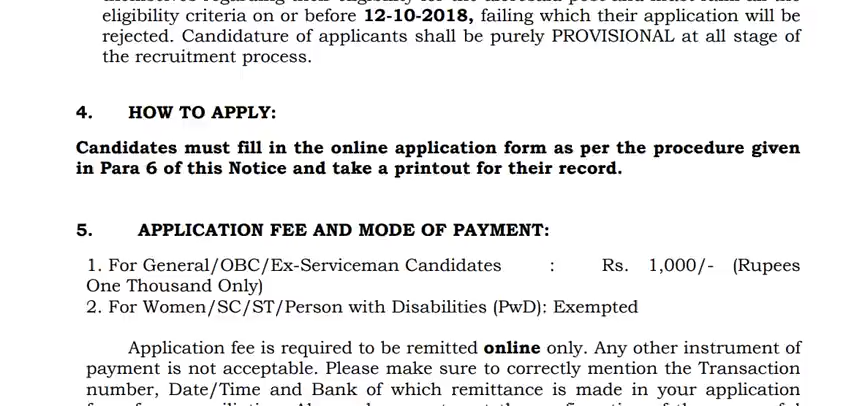 eligibility criteria on or before 12-10-2018, failing which their application will be
rejected. Candidature of applicants shall be purely PROVISIONAL at all stage of
the recruitment process.
4. HOW TO APPLY:
Candidates must fill in the online application form as per the procedure given
in Para 6 of this Notice and take a printout for their record.
5. APPLICATION FEE AND MODE OF PAYMENT:
1. For General/OBC/Ex-Serviceman Candidates : Rs. 1,000/- (Rupees
One Thousand Only)
2. For Women/SC/ST/Person with Disabilities (PwD): Exempted
Application fee is required to be remitted online only. Any other instrument of
payment is not acceptable. Please make sure to correctly mention the Transaction
number, Date/Time and Bank of which remittance is made in your application